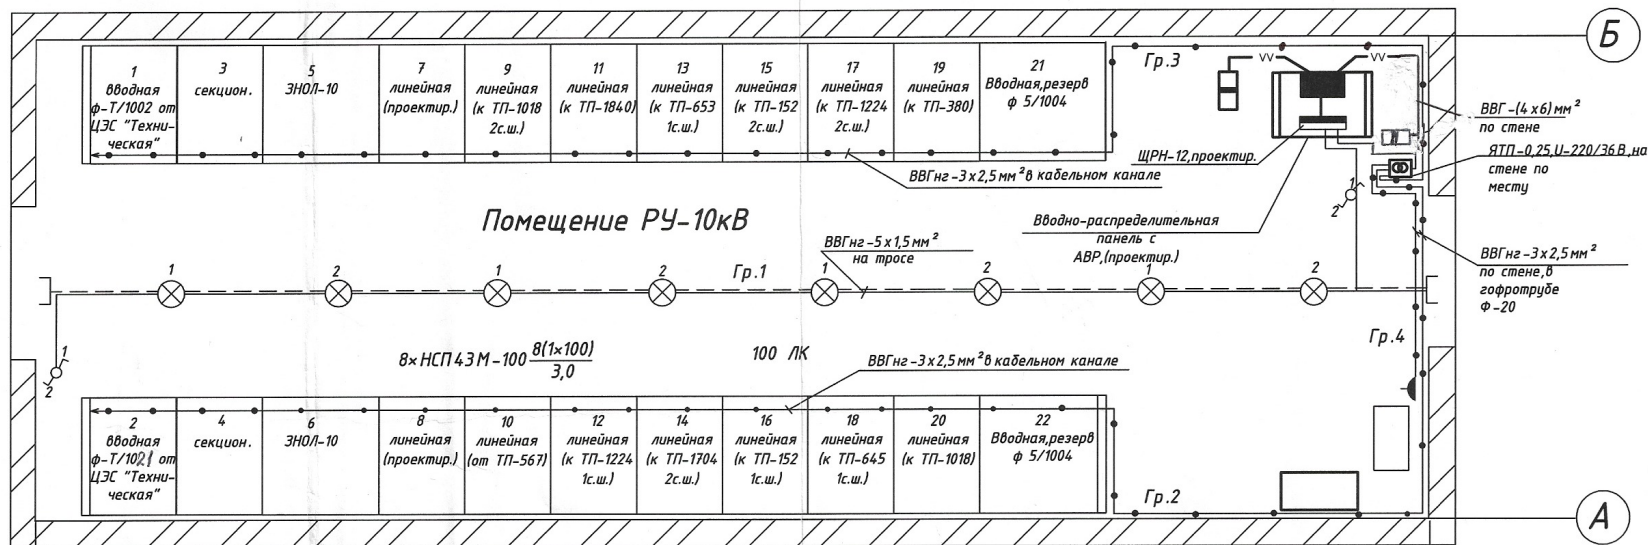 Б
1
вводная
ф-Т/1002 от
ЦЭС "Техни-
ческая"
3
секцион.
5
ЗНОЛ-10
7
линейная
(проектир.)
9
линейная
(к ТП-1018
2с.ш.)
11
линейная
(к ТП-1840)
13
линейная
(к ТП-653
1с.ш.)
15
линейная
(к ТП-152
2с.ш.)
17
линейная
(к ТП-1224
2с.ш.)
19
линейная
(к ТП-380)
21
Вводная,резерв
ф 5/1004
Гр.3
ВВГ-(4х6)мм²
по стене
ЩРН-12,проектир.
ЯТП-0,25,U-220/36В,на
стене по
месту
ВВГнг-3х2,5мм²в кабельном канале
1
2
Помещение РУ-10кВ
Вводно-распределительная
панель с
АВР,(проектир.)
ВВГнг-5х1,5мм²
на тросе
ВВГнг-3х2,5мм²
по стене,в
гофротрубе
Ф-20
1
2
1
2
Гр.1
1
2
1
2
Гр.4
1
2
8×НСП43М-100 8(1×100)
3,0
100 ЛК
ВВГнг-3х2,5мм²в кабельном канале
2
вводная
ф-Т/1021 от
ЦЭС "Техни-
ческая"
4
секцион.
6
ЗНОЛ-10
8
линейная
(проектир.)
10
линейная
(от ТП-567)
12
линейная
(к ТП-1224
1с.ш.)
14
линейная
(к ТП-1704
2с.ш.)
16
линейная
(к ТП-152
1с.ш.)
18
линейная
(к ТП-645
1с.ш.)
20
линейная
(к ТП-1018)
22
Вводная,резерв
ф 5/1004
Гр.2
А